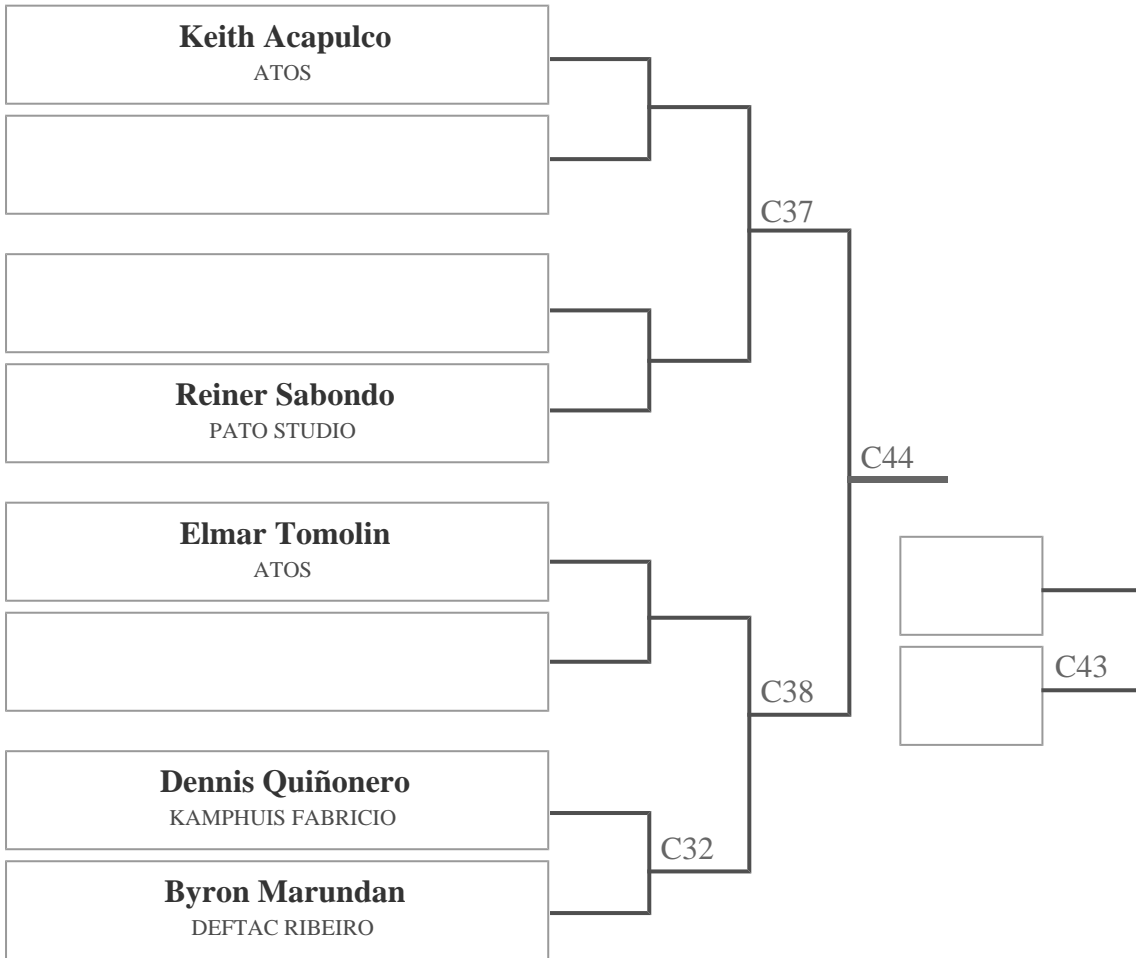 Keith Acapulco
ATOS
C37
Reiner Sabondo
PATO STUDIO
C44
Elmar Tomolin
ATOS
C43
C38
Dennis Quiñonero
KAMPHUIS FABRICIO
C32
Byron Marundan
DEFTAC RIBEIRO